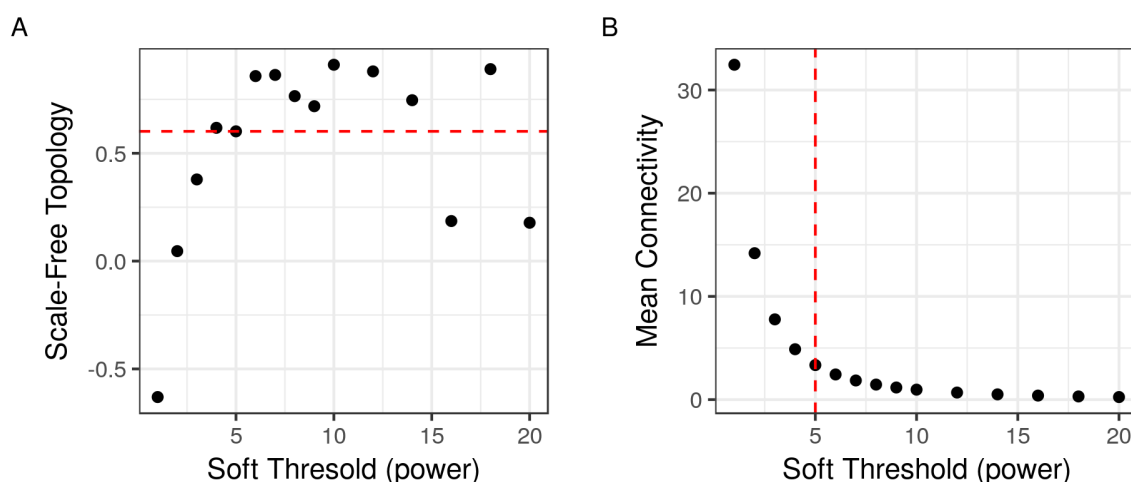 A
Scale-Free Topology
0.5
0.0
-0.5
5
10
15
20
Soft Thresold (power)
B
Mean Connectivity
30
20
10
0
5
10
15
20
Soft Threshold (power)